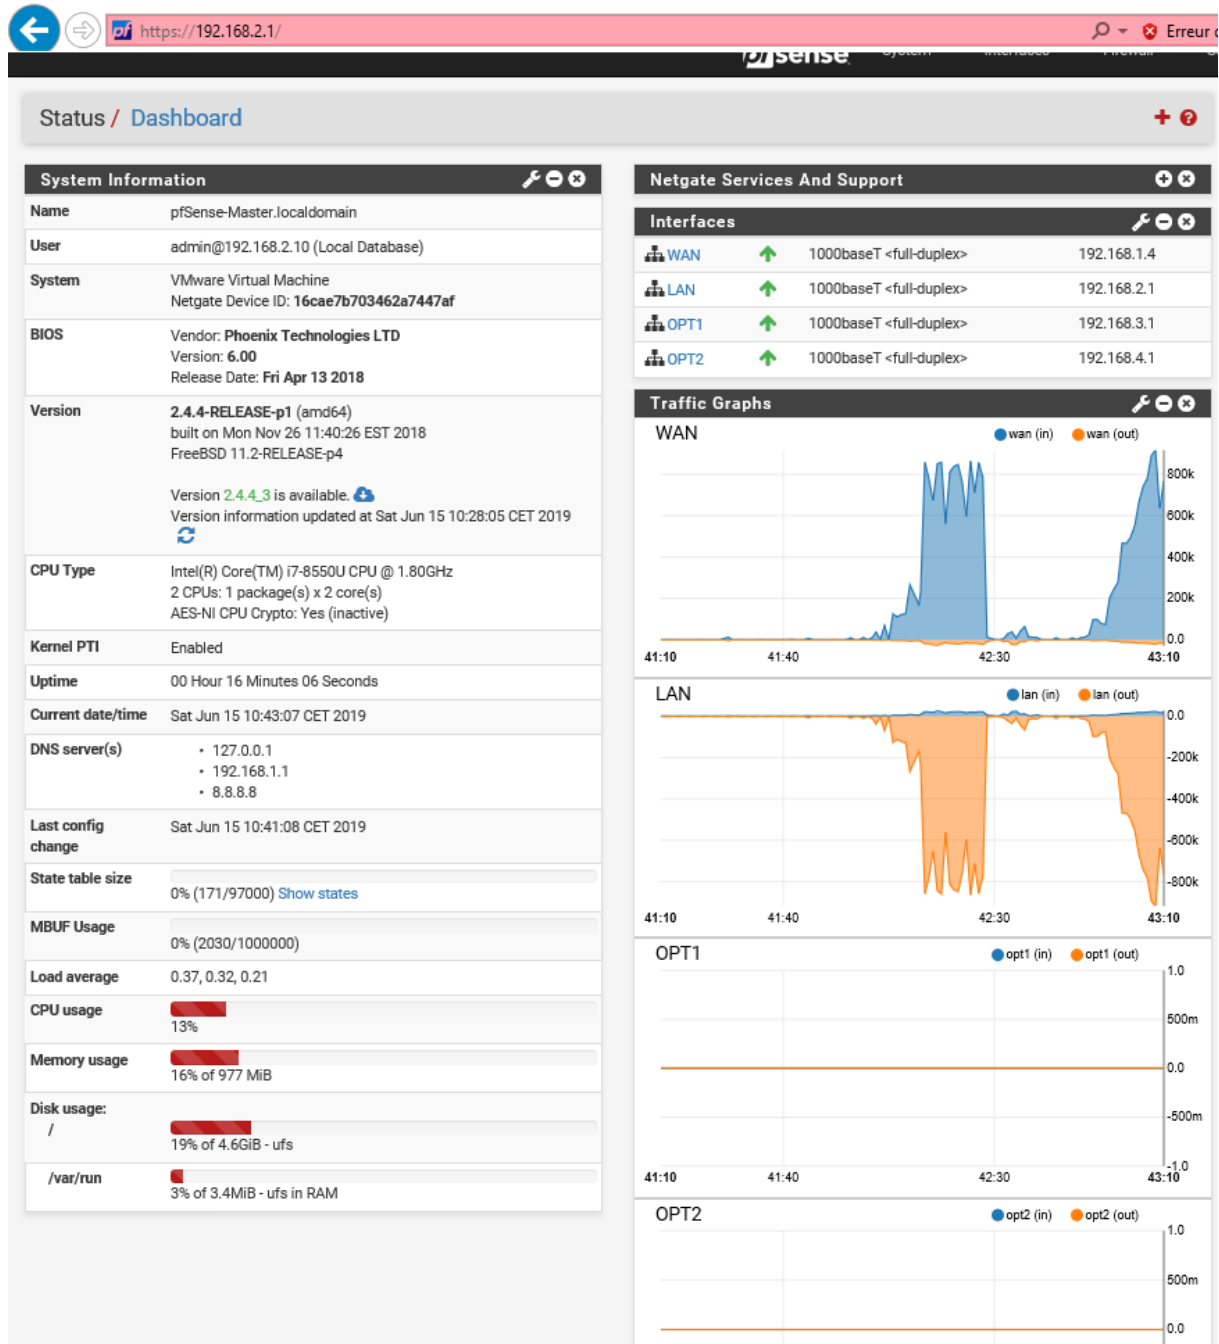 https://192.168.2.1/
Erreur
pfsense System Interfaces Firewall
Status / Dashboard
System Information
Name pfSense-Master.localdomain
User admin@192.168.2.10 (Local Database)
System VMware Virtual Machine
Netgate Device ID: 16cae7b703462a7447af
BIOS Vendor: Phoenix Technologies LTD
Version: 6.00
Release Date: Fri Apr 13 2018
Version 2.4.4-RELEASE-p1 (amd64)
built on Mon Nov 26 11:40:26 EST 2018
FreeBSD 11.2-RELEASE-p4
Version 2.4.4_3 is available.
Version information updated at Sat Jun 15 10:28:05 CET 2019
CPU Type Intel(R) Core(TM) i7-8550U CPU @ 1.80GHz
2 CPUs: 1 package(s) x 2 core(s)
AES-NI CPU Crypto: Yes (inactive)
Kernel PTI Enabled
Uptime 00 Hour 16 Minutes 06 Seconds
Current date/time Sat Jun 15 10:43:07 CET 2019
DNS server(s) • 127.0.0.1
• 192.168.1.1
• 8.8.8.8
Last config change Sat Jun 15 10:41:08 CET 2019
State table size
0% (171/97000) Show states
MBUF Usage
0% (2030/1000000)
Load average 0.37, 0.32, 0.21
CPU usage
13%
Memory usage
16% of 977 MiB
Disk usage:
/
19% of 4.6GiB - ufs
/var/run
3% of 3.4MiB - ufs in RAM
Netgate Services And Support
Interfaces
WAN 1000baseT <full-duplex> 192.168.1.4
LAN 1000baseT <full-duplex> 192.168.2.1
OPT1 1000baseT <full-duplex> 192.168.3.1
OPT2 1000baseT <full-duplex> 192.168.4.1
Traffic Graphs
WAN wan (in) wan (out)
800k
600k
400k
200k
0.0
41:10 41:40 42:30 43:10
LAN lan (in) lan (out)
0.0
-200k
-400k
-600k
-800k
41:10 41:40 42:30 43:10
OPT1 opt1 (in) opt1 (out)
1.0
500m
0.0
-500m
-1.0
41:10 41:40 42:30 43:10
OPT2 opt2 (in) opt2 (out)
1.0
500m
0.0